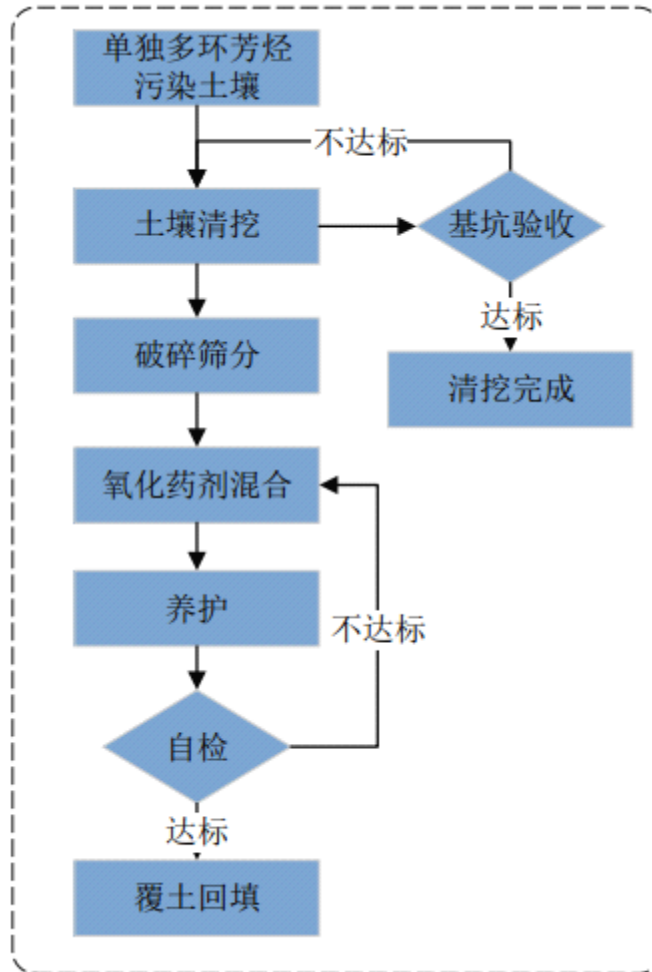 单独多环芳烃
污染土壤
不达标
土壤清挖
基坑验收
达标
破碎筛分
清挖完成
氧化药剂混合
养护
不达标
自检
达标
覆土回填